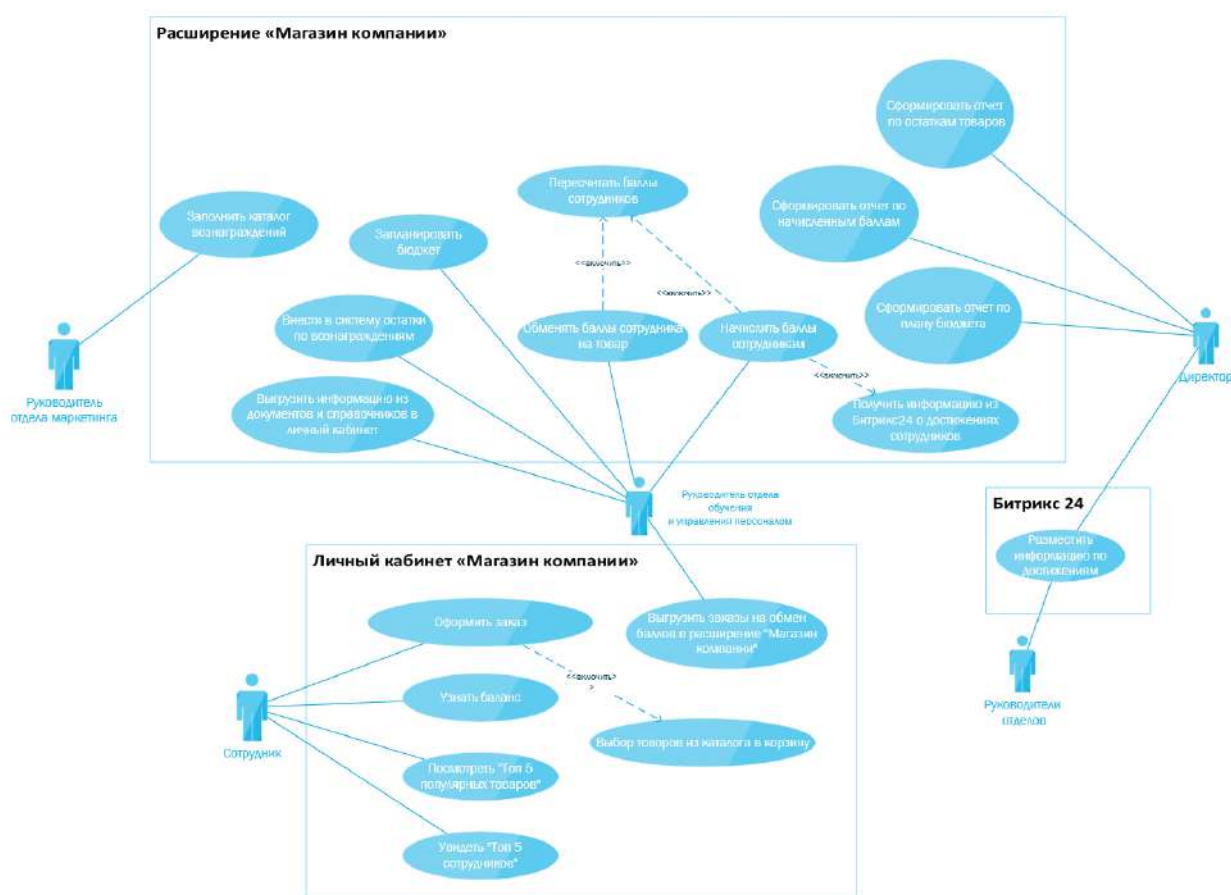 Расширение «Магазин компании»
Сформировать отчет
по остаткам товаров
Пересчитать баллы
сотрудников
Сформировать отчет по
начисленным баллам
Заполнить каталог
вознаграждений
Запланировать
бюджет
<<включить>>
<<включить>>
Внести в систему остатки
по вознаграждениям
Обменять баллы сотрудника
на товар
Начислить баллы
сотрудникам
Сформировать отчет по
плану бюджета
Руководитель
отдела маркетинга
Директор
<<включить>>
Выгрузить информацию из
документов и справочников в
личный кабинет
Получить информацию из
Битрикс24 о достижениях
сотрудников
Руководитель отдела
обучения
и управления персоналом
Битрикс 24
Разместить
информацию по
достижениям
Личный кабинет «Магазин компании»
Оформить заказ
Выгрузить заказы на обмен
баллов в расширение "Магазин
компании"
<<включить>
>
Узнать баланс
Выбор товаров из каталога в корзину
Руководители
отделов
Сотрудник
Посмотреть "Топ 5
популярных товаров"
Увидеть "Топ 5
сотрудников"